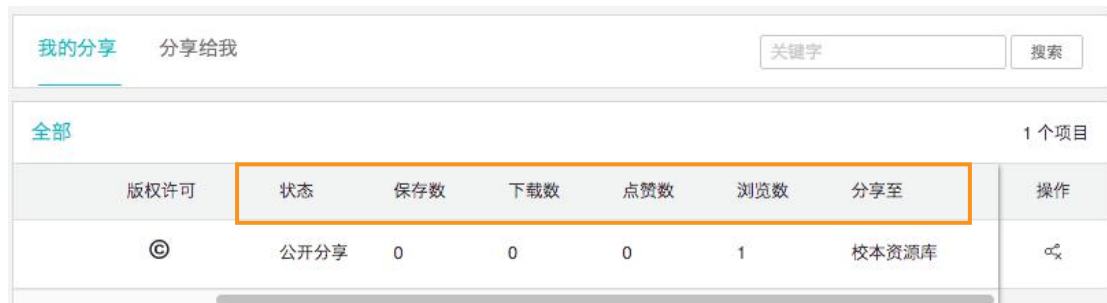 我的分享 分享给我 关键字 搜索
全部 1 个项目
版权许可 状态 保存数 下载数 点赞数 浏览数 分享至 操作
© 公开分享 0 0 0 1 校本资源库